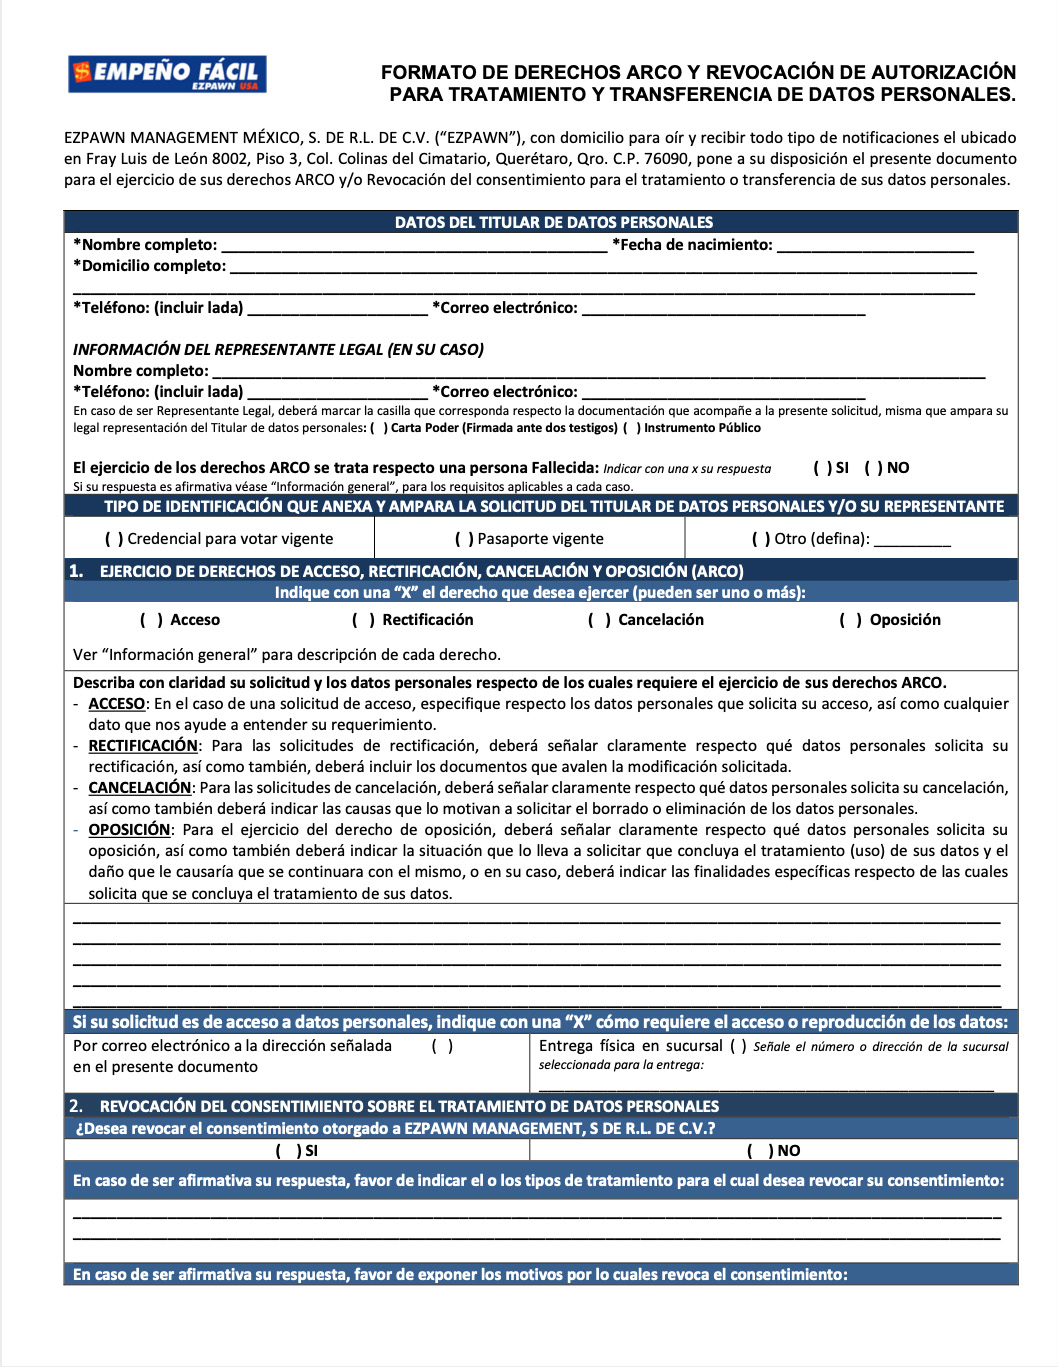 $EMPEÑO FÁCIL
EZPAWN USA
FORMATO DE DERECHOS ARCO Y REVOCACIÓN DE AUTORIZACIÓN
PARA TRATAMIENTO Y TRANSFERENCIA DE DATOS PERSONALES.
EZPAWN MANAGEMENT MÉXICO, S. DE R.L. DE C.V. (“EZPAWN”), con domicilio para oír y recibir todo tipo de notificaciones el ubicado
en Fray Luis de León 8002, Piso 3, Col. Colinas del Cimatario, Querétaro, Qro. C.P. 76090, pone a su disposición el presente documento
para el ejercicio de sus derechos ARCO y/o Revocación del consentimiento para el tratamiento o transferencia de sus datos personales.
DATOS DEL TITULAR DE DATOS PERSONALES
*Nombre completo: ______________________ *Fecha de nacimiento: ______________________
*Domicilio completo: ______________________
______________________
*Teléfono: (incluir lada) ______________________ *Correo electrónico: ______________________
INFORMACIÓN DEL REPRESENTANTE LEGAL (EN SU CASO)
Nombre completo: ______________________
*Teléfono: (incluir lada) ______________________ *Correo electrónico: ______________________
En caso de ser Representante Legal, deberá marcar la casilla que corresponda respecto la documentación que acompañe a la presente solicitud, misma que ampara su
legal representación del Titular de datos personales: ( ) Carta Poder (Firmada ante dos testigos) ( ) Instrumento Público
El ejercicio de los derechos ARCO se trata respecto una persona Fallecida: Indicar con una x su respuesta ( ) SI ( ) NO
Si su respuesta es afirmativa véase “Información general”, para los requisitos aplicables a cada caso.
TIPO DE IDENTIFICACIÓN QUE ANEXA Y AMPARA LA SOLICITUD DEL TITULAR DE DATOS PERSONALES Y/O SU REPRESENTANTE
( ) Credencial para votar vigente ( ) Pasaporte vigente ( ) Otro (defina): _________
1. EJERCICIO DE DERECHOS DE ACCESO, RECTIFICACIÓN, CANCELACIÓN Y OPOSICIÓN (ARCO)
Indique con una “X” el derecho que desea ejercer (pueden ser uno o más):
( ) Acceso ( ) Rectificación ( ) Cancelación ( ) Oposición
Ver “Información general” para descripción de cada derecho.
Describa con claridad su solicitud y los datos personales respecto de los cuales requiere el ejercicio de sus derechos ARCO.
- ACCESO: En el caso de una solicitud de acceso, especifique respecto los datos personales que solicita su acceso, así como cualquier
dato que nos ayude a entender su requerimiento.
- RECTIFICACIÓN: Para las solicitudes de rectificación, deberá señalar claramente respecto qué datos personales solicita su
rectificación, así como también, deberá incluir los documentos que avalen la modificación solicitada.
- CANCELACIÓN: Para las solicitudes de cancelación, deberá señalar claramente respecto qué datos personales solicita su cancelación,
así como también deberá indicar las causas que lo motivan a solicitar el borrado o eliminación de los datos personales.
- OPOSICIÓN: Para el ejercicio del derecho de oposición, deberá señalar claramente respecto qué datos personales solicita su
oposición, así como también deberá indicar la situación que lo lleva a solicitar que concluya el tratamiento (uso) de sus datos y el
daño que le causaría que se continuara con el mismo, o en su caso, deberá indicar las finalidades específicas respecto de las cuales
solicita que se concluya el tratamiento de sus datos.
______________________
______________________
______________________
______________________
______________________
Si su solicitud es de acceso a datos personales, indique con una “X” cómo requiere el acceso o reproducción de los datos:
Por correo electrónico a la dirección señalada ( )
en el presente documento
Entrega física en sucursal ( ) Señale el número o dirección de la sucursal
seleccionada para la entrega:
______________________
2. REVOCACIÓN DEL CONSENTIMIENTO SOBRE EL TRATAMIENTO DE DATOS PERSONALES
¿Desea revocar el consentimiento otorgado a EZPAWN MANAGEMENT, S DE R.L. DE C.V.?
( ) SI ( ) NO
En caso de ser afirmativa su respuesta, favor de indicar el o los tipos de tratamiento para el cual desea revocar su consentimiento:
______________________
______________________
En caso de ser afirmativa su respuesta, favor de exponer los motivos por lo cuales revoca el consentimiento: